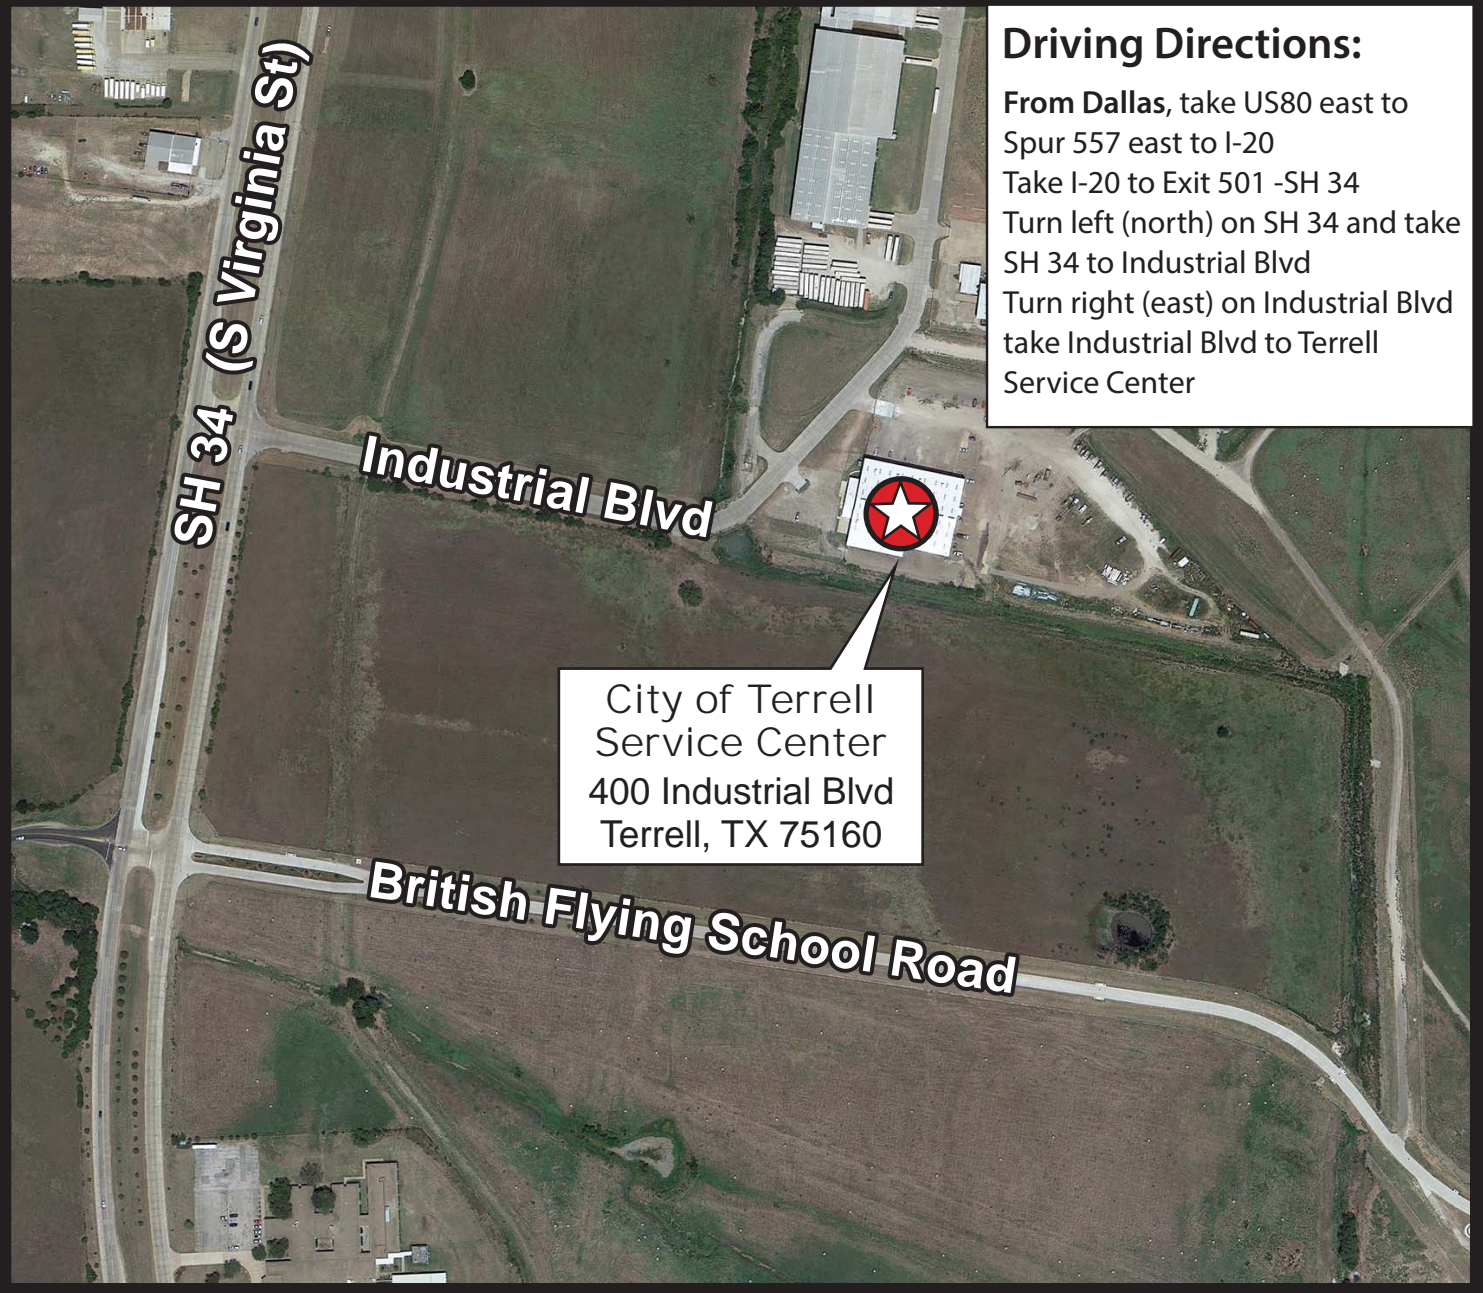 Driving Directions:
From Dallas, take US80 east to
Spur 557 east to I-20
Take I-20 to Exit 501 -SH 34
Turn left (north) on SH 34 and take
SH 34 to Industrial Blvd
Turn right (east) on Industrial Blvd
take Industrial Blvd to Terrell
Service Center
SH 34 (S Virginia St)
Industrial Blvd
City of Terrell
Service Center
400 Industrial Blvd
Terrell, TX 75160
British Flying School Road